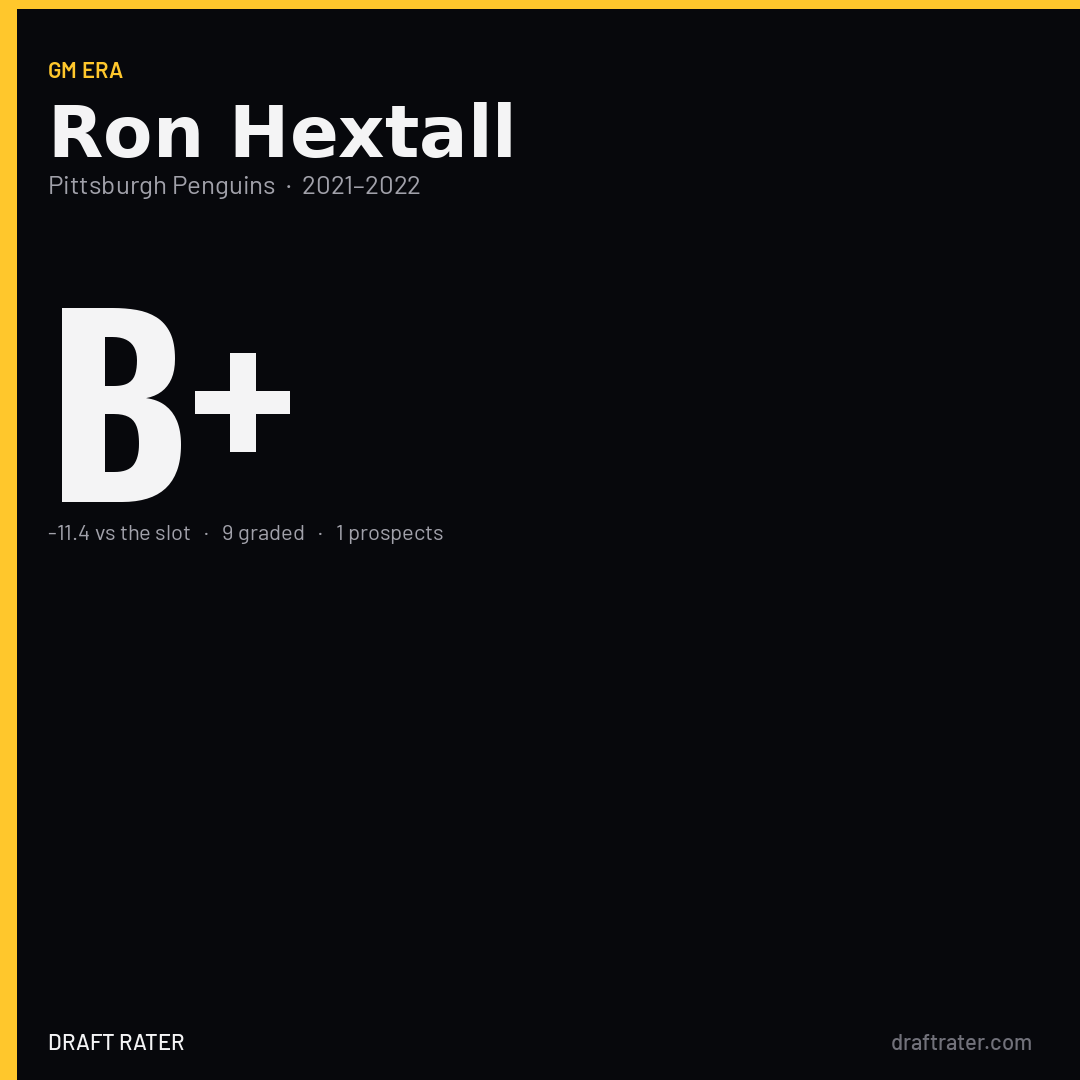 GM ERA
Ron Hextall
Pittsburgh Penguins · 2021–2022
B+
-11.4 vs the slot · 9 graded · 1 prospects
DRAFT RATER
draftrater.com